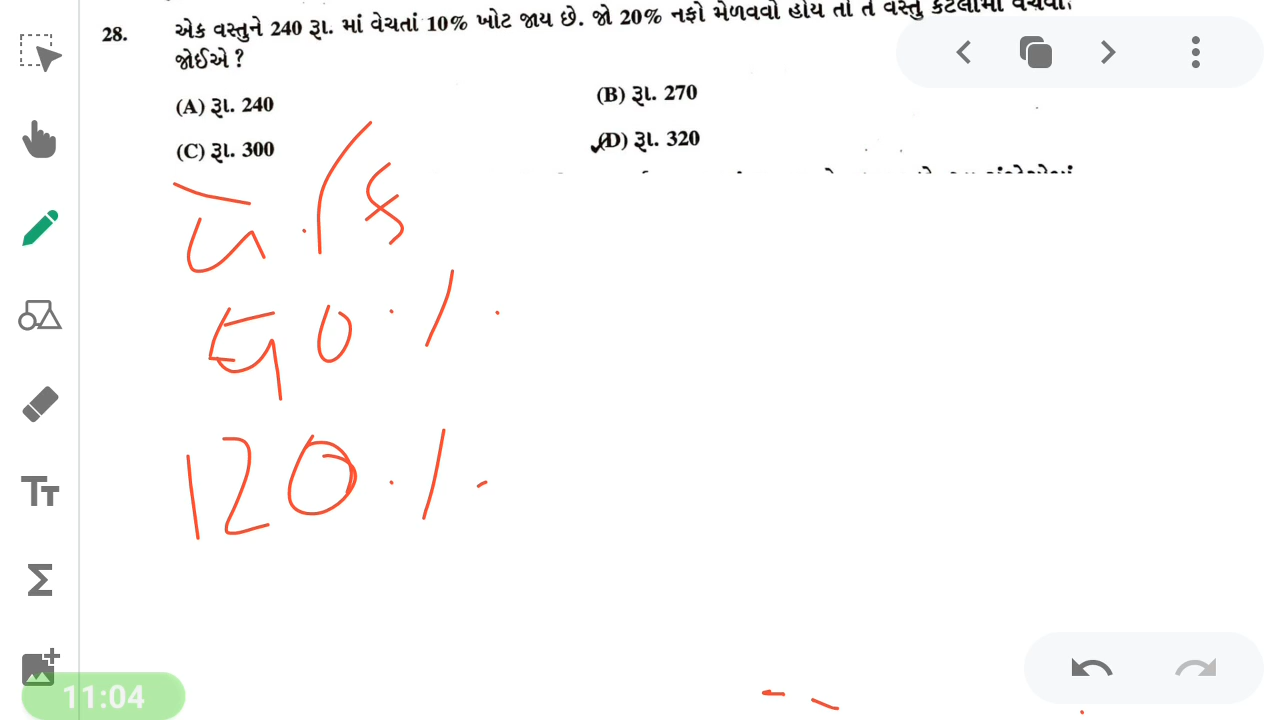 28. એક વસ્તુને 240 રૂા. માં વેચતાં 10% ખોટ જાય છે. જો 20% નફો મેળવવો હોય તો તે વસ્તુ કેટલામાં વેચવી
જોઈએ ?
(A) રૂા. 240
(B) રૂા. 270
(C) રૂા. 300
(D) રૂા. 320
90 %
120 %
11:04